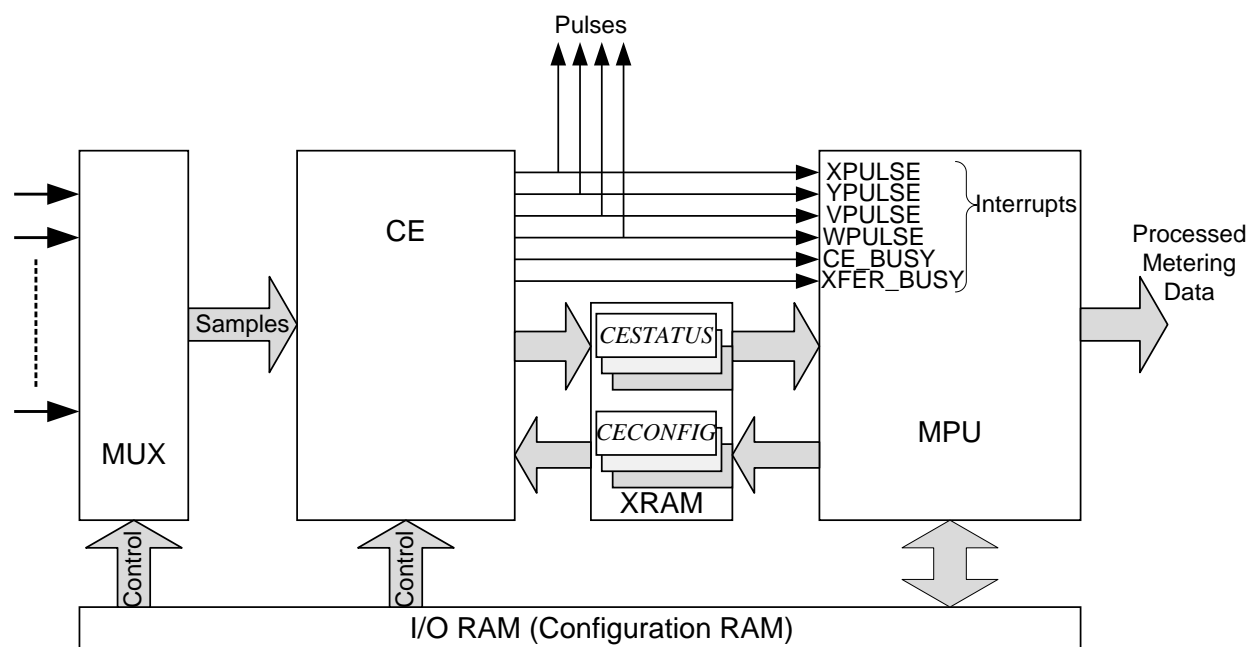 Pulses
XPULSE
YPULSE
VPULSE
WPULSE
CE_BUSY
XFER_BUSY
Interrupts
CE
Processed
Metering
Data
Samples
CESTATUS
CECONFIG
XRAM
MUX
MPU
Control
Control
I/O RAM (Configuration RAM)